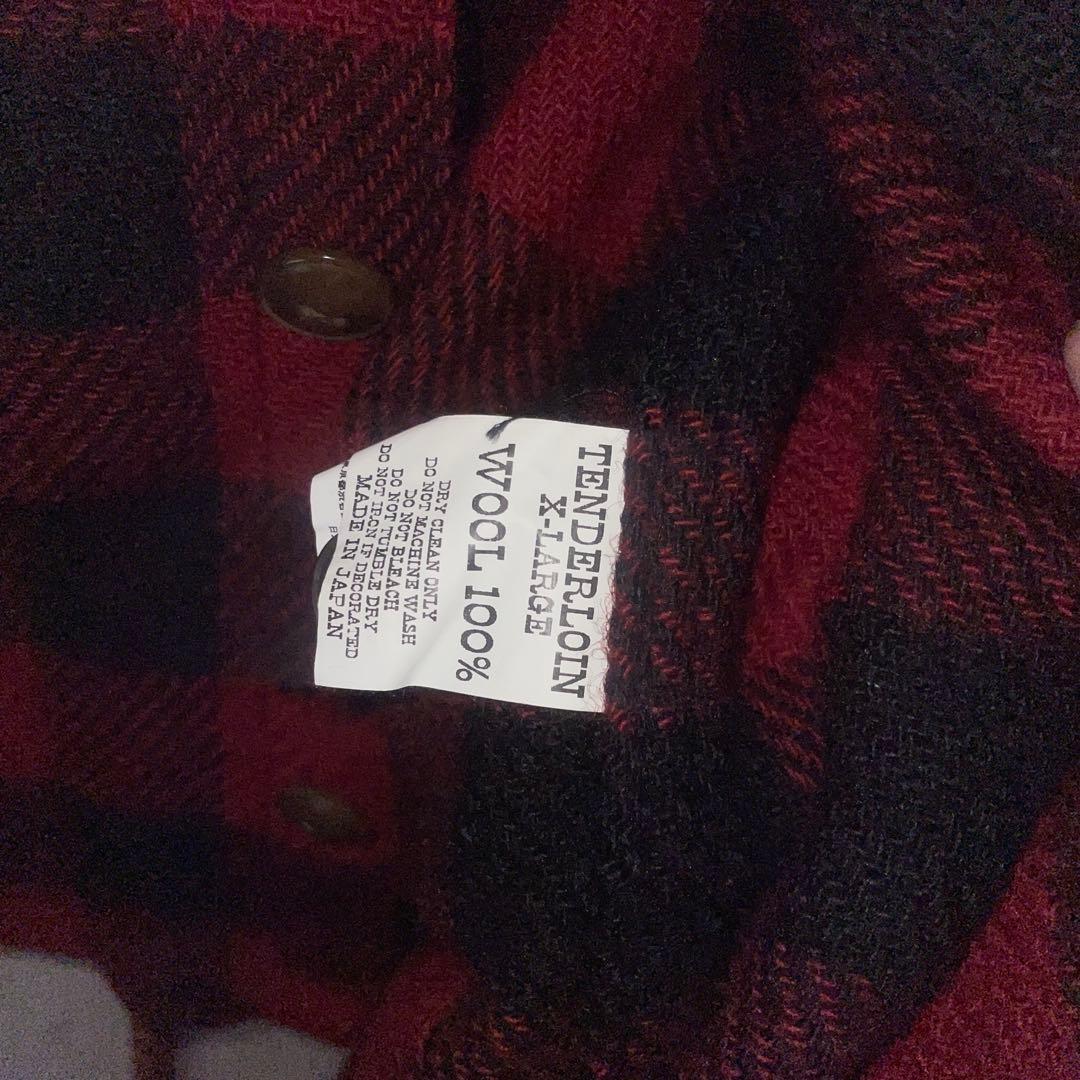 TENDERLOIN
X-LARGE
WOOL 100%
DRY CLEAN ONLY
DO NOT MACHINE WASH
DO NOT BLEACH
DO NOT TUMBLE DRY
DO NOT IRON IF DECORATED
MADE IN JAPAN